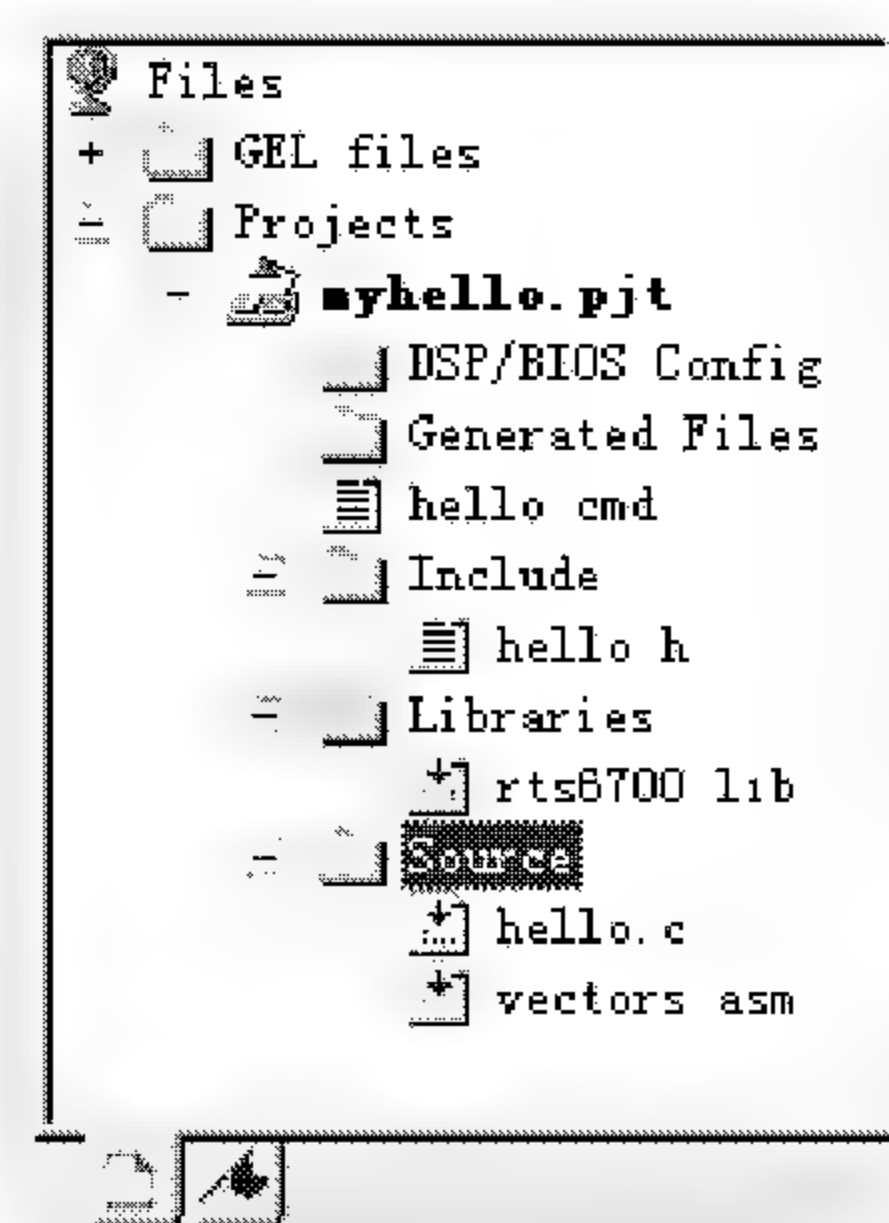 Files
GEL files
Projects
myhello.pjt
DSP/BIOS Config
Generated Files
hello cmd
Include
hello h
Libraries
rts6700 lib
Source
hello.c
vectors asm